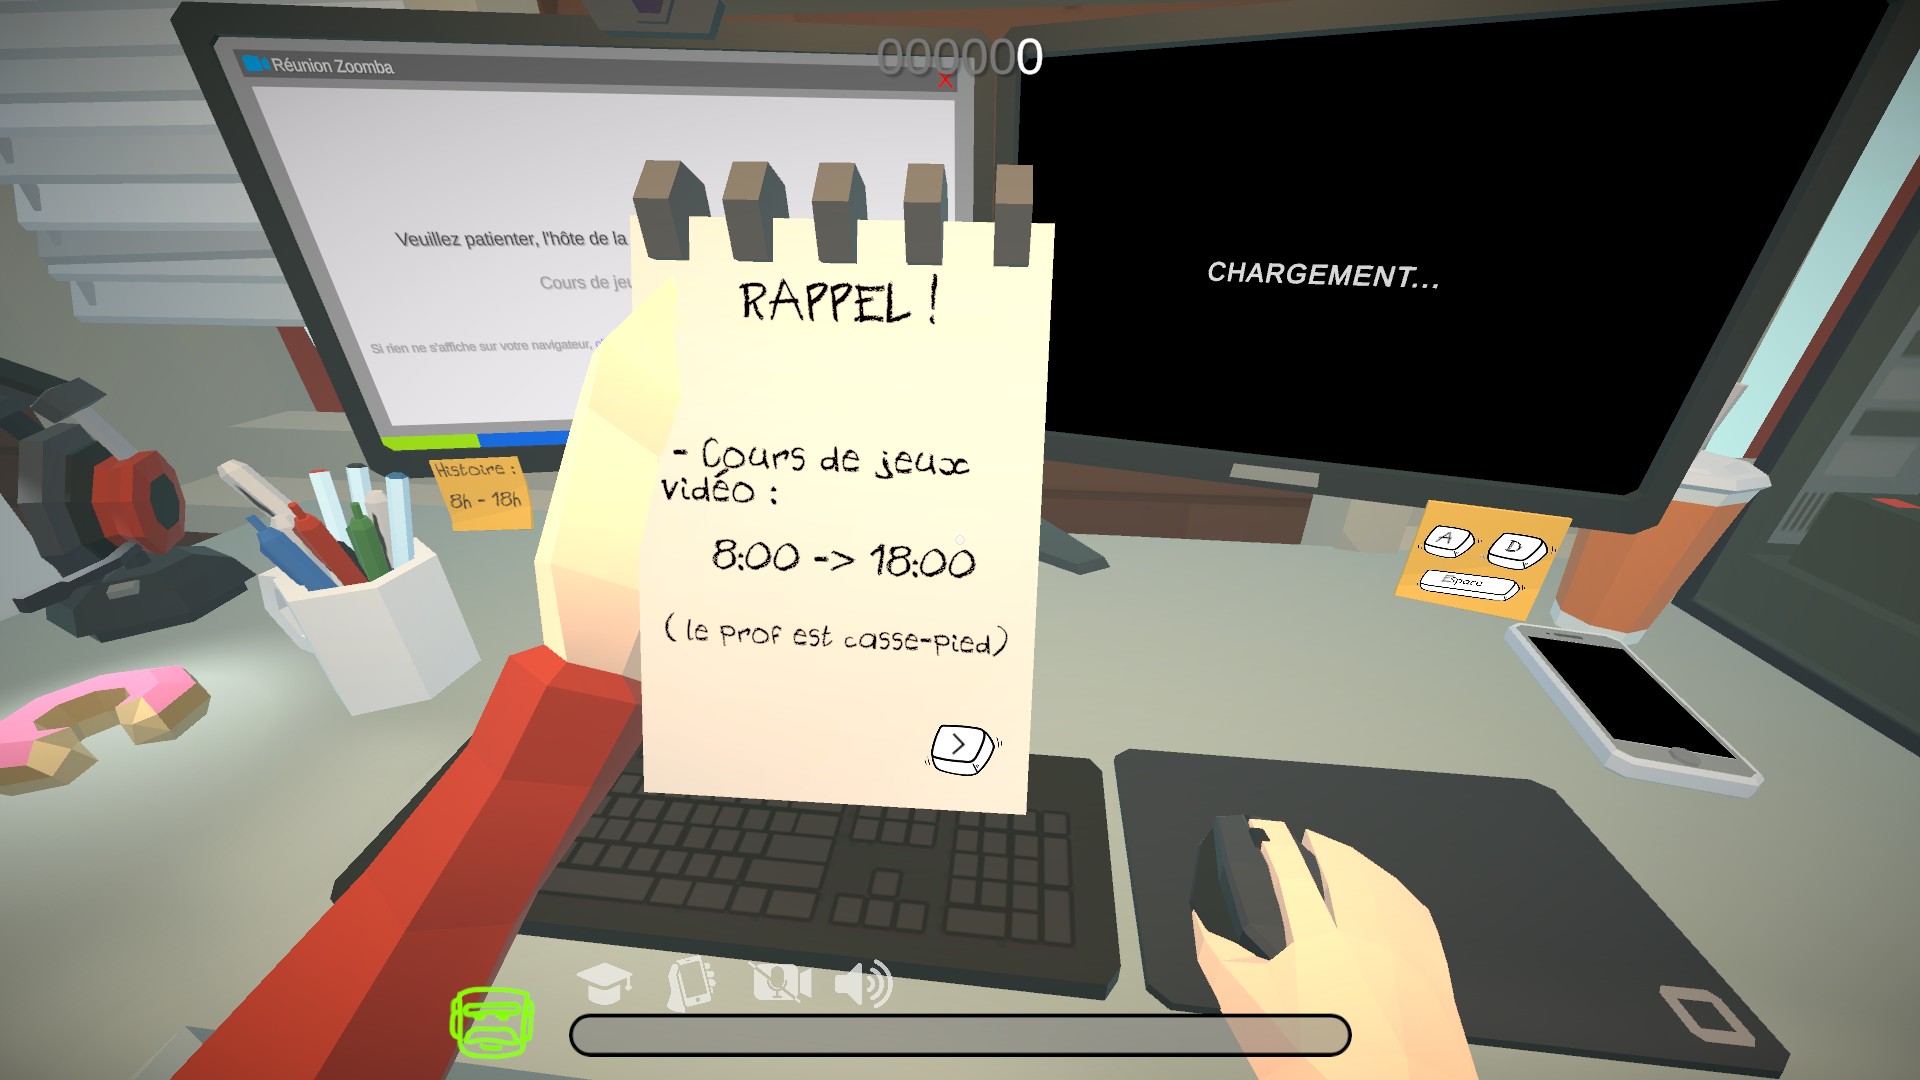 000000
Réunion Zoomba
Veuillez patienter, l'hôte de la
Cours de jeu
Si rien ne s'affiche sur votre navigateur,
CHARGEMENT...
RAPPEL !
- Cours de jeux
vidéo :
8:00 -> 18:00
(le prof est casse-pied)
>
Histoire :
8h - 18h
A D
Espace